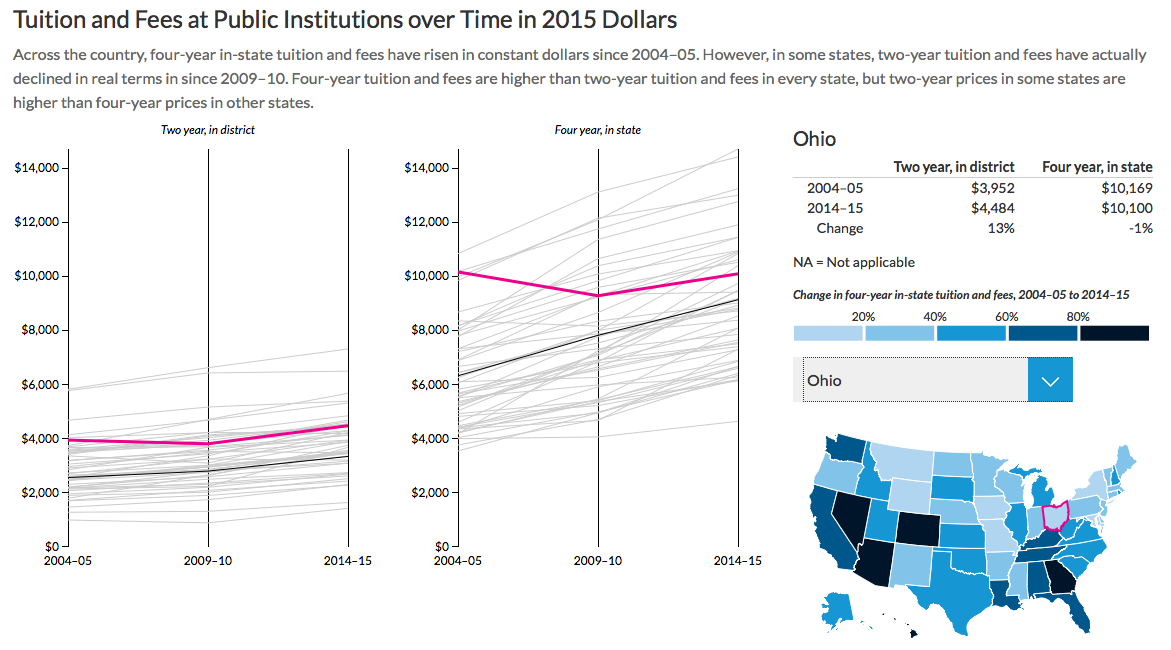 Tuition and Fees at Public Institutions over Time in 2015 Dollars
Across the country, four-year in-state tuition and fees have risen in constant dollars since 2004–05. However, in some states, two-year tuition and fees have actually
declined in real terms in since 2009–10. Four-year tuition and fees are higher than two-year tuition and fees in every state, but two-year prices in some states are
higher than four-year prices in other states.
Two year, in district
$14,000
$12,000
$10,000
$8,000
$6,000
$4,000
$2,000
$0
2004–05 2009–10 2014–15
Four year, in state
$14,000
$12,000
$10,000
$8,000
$6,000
$4,000
$2,000
$0
2004–05 2009–10 2014–15
Ohio
Two year, in district Four year, in state
2004–05 $3,952 $10,169
2014–15 $4,484 $10,100
Change 13% -1%
NA = Not applicable
Change in four-year in-state tuition and fees, 2004–05 to 2014–15
20% 40% 60% 80%
Ohio